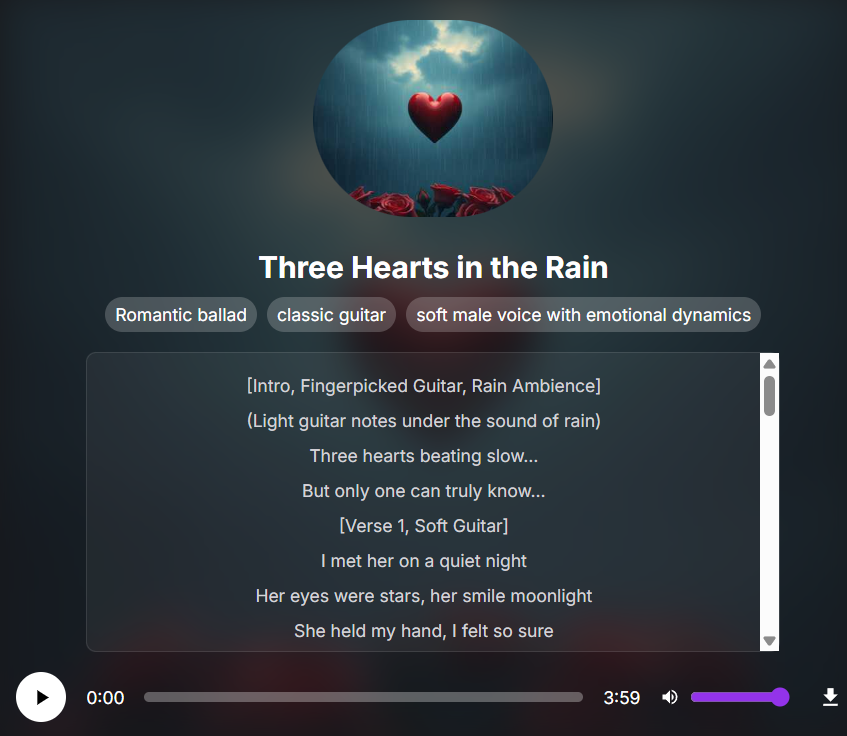 Three Hearts in the Rain
Romantic ballad classic guitar soft male voice with emotional dynamics
[Intro, Fingerpicked Guitar, Rain Ambience]
(Light guitar notes under the sound of rain)
Three hearts beating slow...
But only one can truly know...
[Verse 1, Soft Guitar]
I met her on a quiet night
Her eyes were stars, her smile moonlight
She held my hand, I felt so sure
0:00 3:59